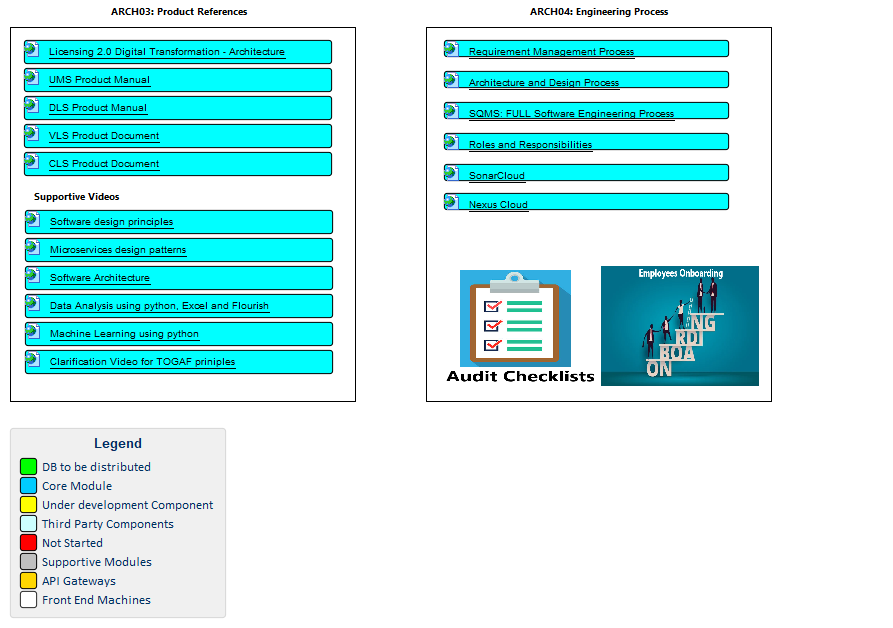 ARCH03: Product References
Licensing 2.0 Digital Transformation - Architecture
UMS Product Manual
DLS Product Manual
VLS Product Document
CLS Product Document
Supportive Videos
Software design principles
Microservices design patterns
Software Architecture
Data Analysis using python, Excel and Flourish
Machine Learning using python
Clarification Video for TOGAF priniples
ARCH04: Engineering Process
Requirement Management Process
Architecture and Design Process
SQMS: FULL Software Engineering Process
Roles and Responsibilities
SonarCloud
Nexus Cloud
Audit Checklists
Employees Onboarding
NG
RDI
BOA
ON
Legend
DB to be distributed
Core Module
Under development Component
Third Party Components
Not Started
Supportive Modules
API Gateways
Front End Machines